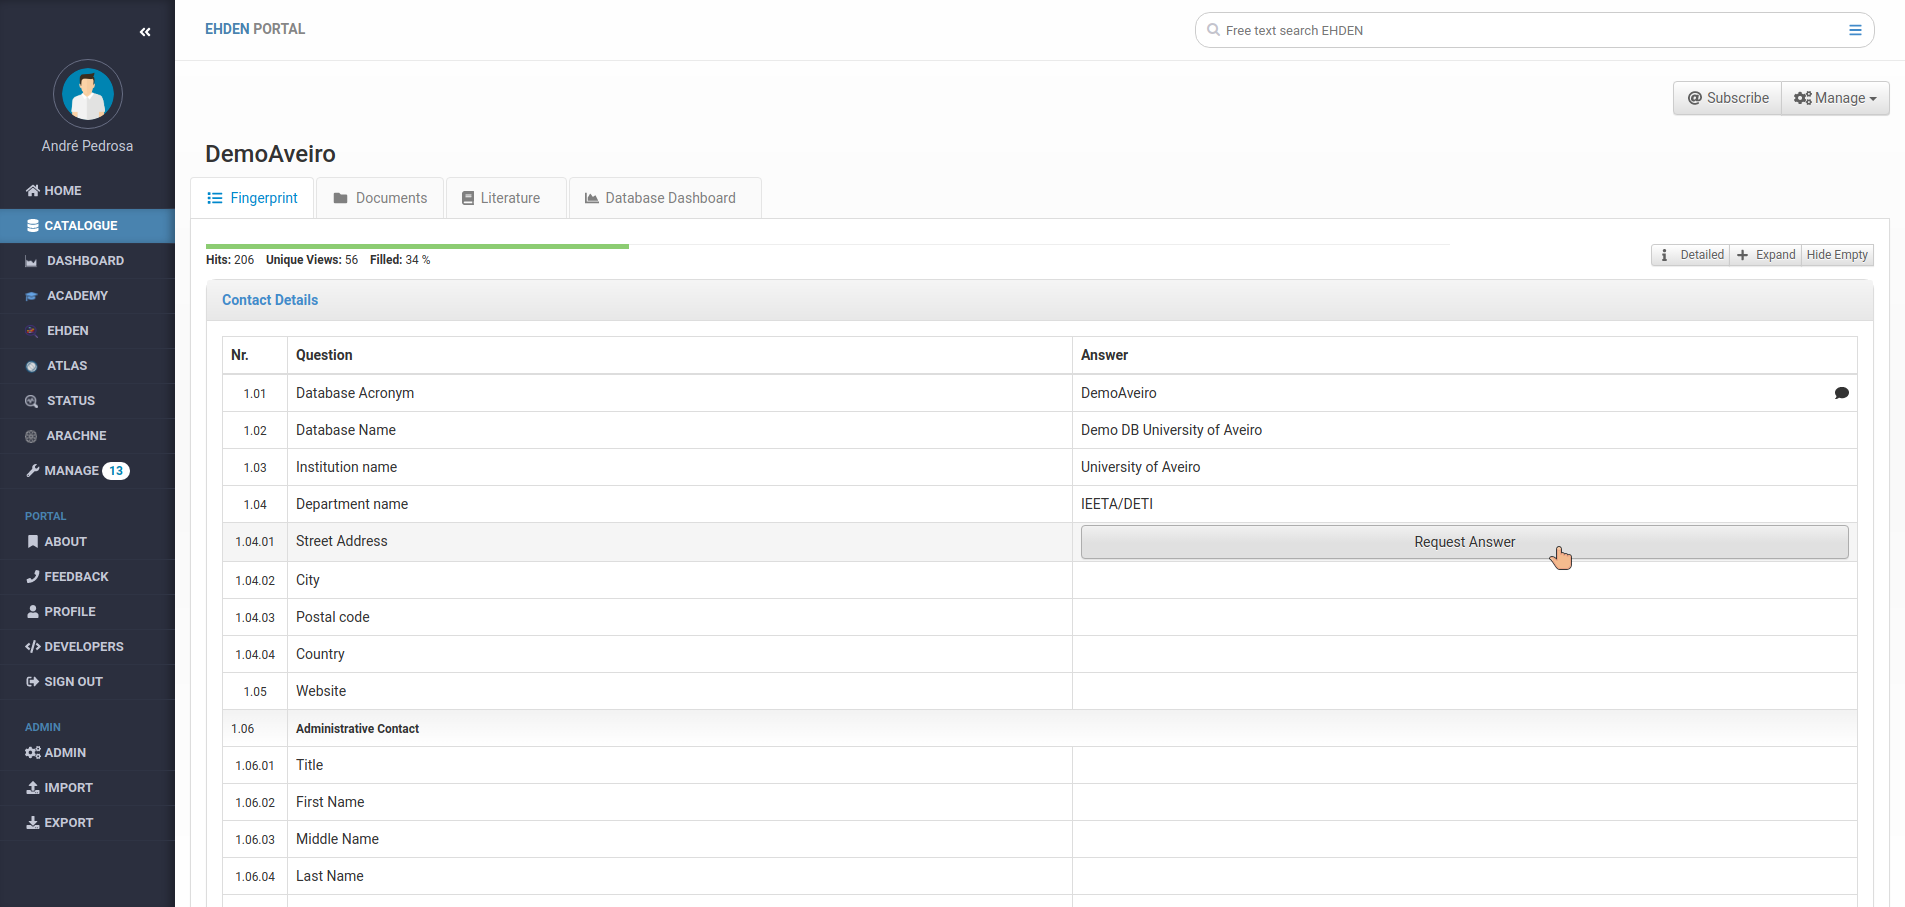 EHDEN PORTAL
Free text search EHDEN
André Pedrosa
HOME
CATALOGUE
DASHBOARD
ACADEMY
EHDEN
ATLAS
STATUS
ARACHNE
MANAGE 13
PORTAL
ABOUT
FEEDBACK
PROFILE
DEVELOPERS
SIGN OUT
ADMIN
ADMIN
IMPORT
EXPORT
@ Subscribe Manage
DemoAveiro
Fingerprint Documents Literature Database Dashboard
Hits: 206 Unique Views: 56 Filled: 34 %
Detailed Expand Hide Empty
Contact Details
Nr. Question Answer
1.01 Database Acronym DemoAveiro
1.02 Database Name Demo DB University of Aveiro
1.03 Institution name University of Aveiro
1.04 Department name IEETA/DETI
1.04.01 Street Address Request Answer
1.04.02 City
1.04.03 Postal code
1.04.04 Country
1.05 Website
1.06 Administrative Contact
1.06.01 Title
1.06.02 First Name
1.06.03 Middle Name
1.06.04 Last Name